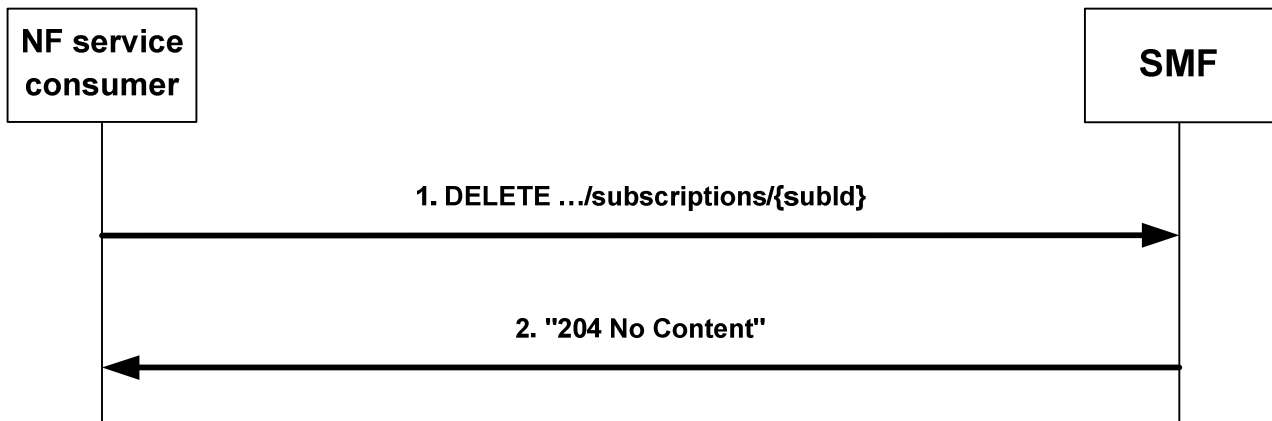 NF service
consumer
SMF
1. DELETE …/subscriptions/{subId}
2. "204 No Content"